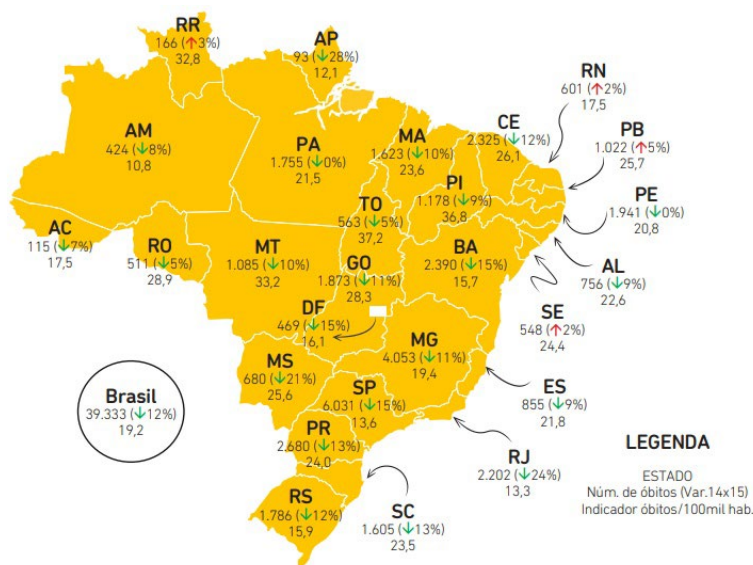 RR
166 (↑3%)
32,8
AP
93 (↓28%)
12,1
RN
601 (↑2%)
17,5
AM
424 (↓8%)
10,8
PA
1.755 (↓0%)
21,5
MA
1.623 (↓10%)
23,6
CE
2.325 (↓12%)
26,1
PB
1.022 (↑5%)
25,7
PI
1.178 (↓9%)
36,8
PE
1.941 (↓0%)
20,8
TO
563 (↓5%)
37,2
AC
115 (↓7%)
17,5
RO
511 (↓5%)
28,9
MT
1.085 (↓10%)
33,2
GO
1.873 (↓11%)
28,3
BA
2.390 (↓15%)
15,7
AL
756 (↓9%)
22,6
DF
469 (↓15%)
16,1
SE
548 (↑2%)
24,4
MG
4.053 (↓11%)
19,4
MS
680 (↓21%)
25,6
SP
6.031 (↓15%)
13,6
ES
855 (↓9%)
21,8
Brasil
39.333 (↓12%)
19,2
PR
2.680 (↓13%)
24,0
RJ
2.202 (↓24%)
13,3
RS
1.786 (↓12%)
15,9
SC
1.605 (↓13%)
23,5
LEGENDA
ESTADO
Núm. de óbitos (Var.14x15)
Indicador óbitos/100mil hab.